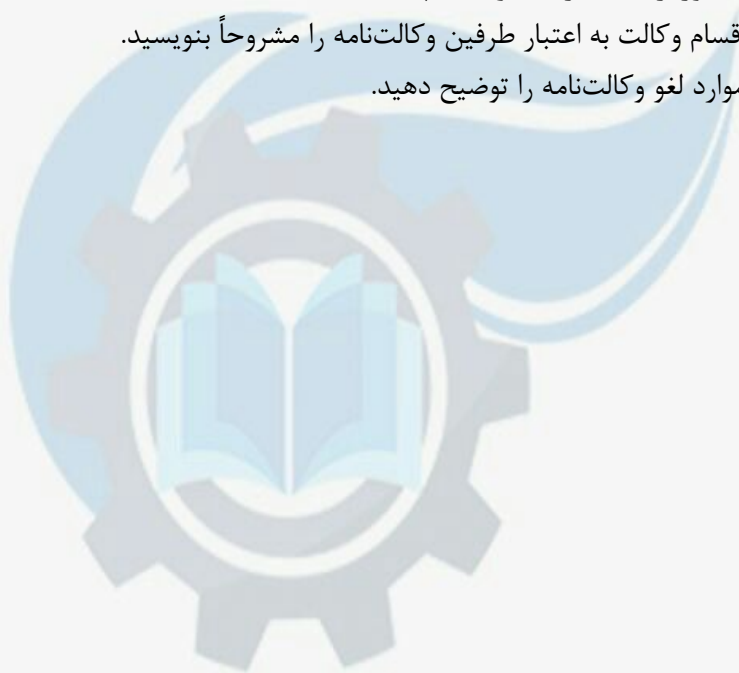 قسام وکالت به اعتبار طرفین وکالت‌نامه را مشروحاً بنویسید.
موارد لغو وکالت‌نامه را توضیح دهید.